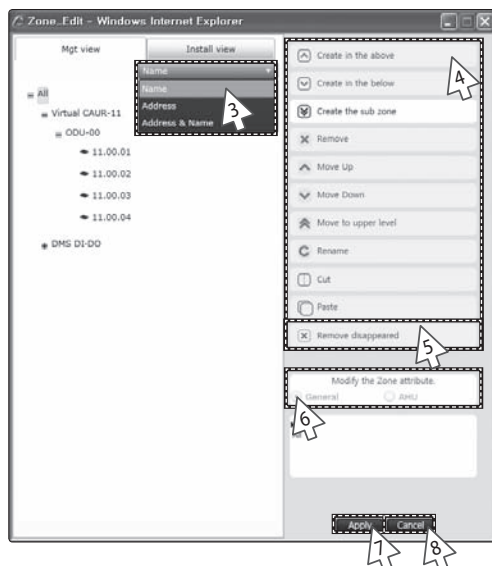 Zone_Edit - Windows Internet Explorer
Mgt view
Install view
Name
Name
Address
Address & Name
3
All
Virtual CAUR-11
ODU-00
11.00.01
11.00.02
11.00.03
11.00.04
DMS DI-DO
Create in the above
4
Create in the below
Create the sub zone
Remove
Move Up
Move Down
Move to upper level
Rename
Cut
Paste
Remove disappeared
5
Modify the Zone attribute.
General
AHU
6
Apply
Cancel
7
8